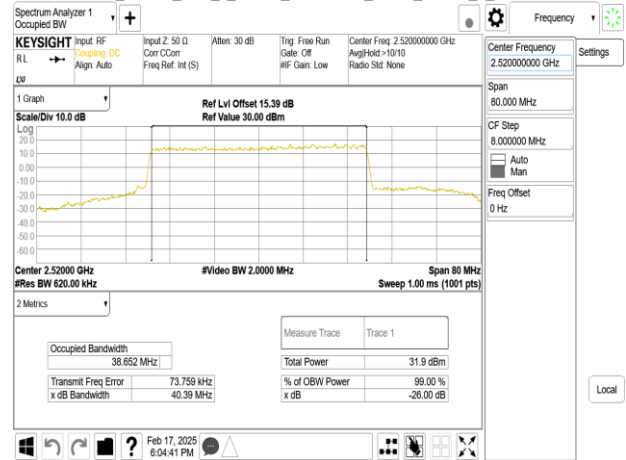 Spectrum Analyzer 1
Occupied BW
Frequency
KEYSIGHT Input: RF Input Z: 50 Ω Atten: 30 dB Trig: Free Run Center Freq: 2.520000000 GHz
RL Coupling: DC Corr CCorr Gate: Off Avg|Hold:>10/10
Align: Auto Freq Ref: Int (S) #IF Gain: Low Radio Std: None
LXI
Center Frequency
2.520000000 GHz
Settings
Span
80.000 MHz
CF Step
8.000000 MHz
Auto
Man
Freq Offset
0 Hz
Local
1 Graph
Ref Lvl Offset 15.39 dB
Scale/Div 10.0 dB Ref Value 30.00 dBm
Log
20.0
10.0
0.00
-10.0
-20.0
-30.0
-40.0
-50.0
-60.0
Center 2.52000 GHz #Video BW 2.0000 MHz Span 80 MHz
#Res BW 620.00 kHz Sweep 1.00 ms (1001 pts)
2 Metrics
Measure Trace Trace 1
Occupied Bandwidth
38.652 MHz
Total Power 31.9 dBm
Transmit Freq Error 73.759 kHz % of OBW Power 99.00 %
x dB Bandwidth 40.39 MHz x dB -26.00 dB
?
Feb 17, 2025
6:04:41 PM